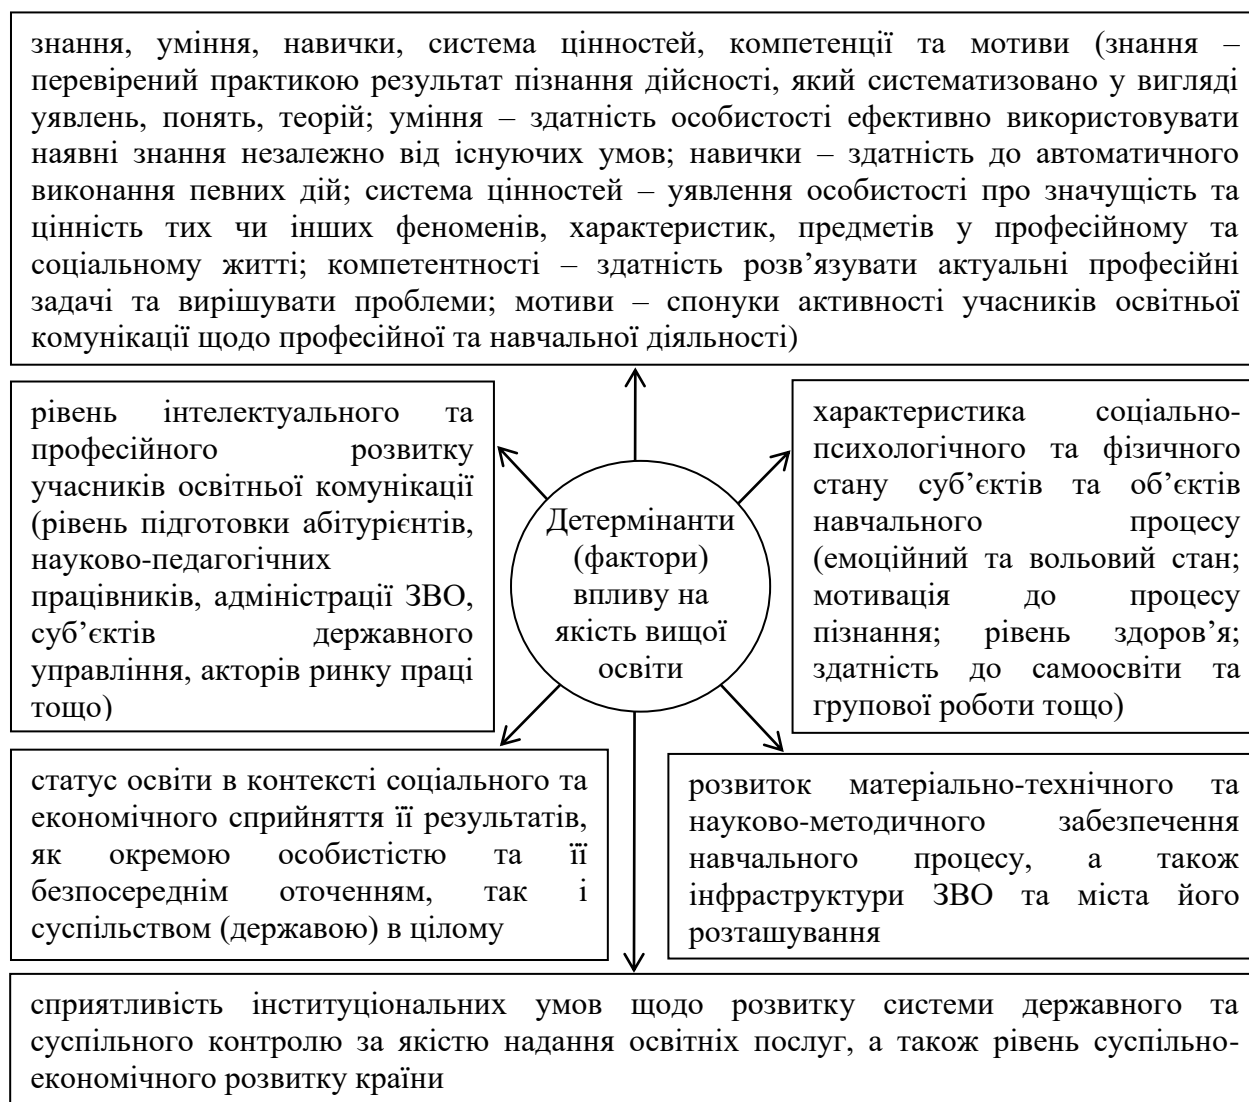 знання, уміння, навички, система цінностей, компетенції та мотиви (знання –
перевірений практикою результат пізнання дійсності, який систематизовано у вигляді
уявлень, понять, теорій; уміння – здатність особистості ефективно використовувати
наявні знання незалежно від існуючих умов; навички – здатність до автоматичного
виконання певних дій; система цінностей – уявлення особистості про значущість та
цінність тих чи інших феноменів, характеристик, предметів у професійному та
соціальному житті; компетентності – здатність розв’язувати актуальні професійні
задачі та вирішувати проблеми; мотиви – спонуки активності учасників освітньої
комунікації щодо професійної та навчальної діяльності)
рівень інтелектуального та
професійного розвитку
учасників освітньої комунікації
(рівень підготовки абітурієнтів,
науково-педагогічних
працівників, адміністрації ЗВО,
суб’єктів державного
управління, акторів ринку праці
тощо)
Детермінанти
(фактори)
впливу на
якість вищої
освіти
характеристика соціально-
психологічного та фізичного
стану суб’єктів та об’єктів
навчального процесу
(емоційний та вольовий стан;
мотивація до процесу
пізнання; рівень здоров’я;
здатність до самоосвіти та
групової роботи тощо)
статус освіти в контексті соціального та
економічного сприйняття її результатів,
як окремою особистістю та її
безпосереднім оточенням, так і
суспільством (державою) в цілому
розвиток матеріально-технічного та
науково-методичного забезпечення
навчального процесу, а також
інфраструктури ЗВО та міста його
розташування
сприятливість інституціональних умов щодо розвитку системи державного та
суспільного контролю за якістю надання освітніх послуг, а також рівень суспільно-
економічного розвитку країни